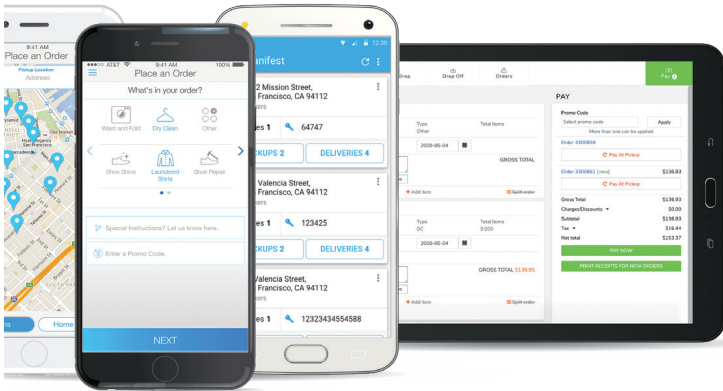 9:41 AM
Place an Order
Pickup Location
Address
Home
AT&T 9:41 AM 100%
Place an Order
What's in your order?
Wash and Fold
Dry Clean
Other
Shoe Shine
Laundered
Shirts
Shoe Repair
Special Instructions? Let us know here.
Enter a Promo Code.
NEXT
12:30
anifest
2 Mission Street,
Francisco, CA 94112
es 1 64747
CKUPS 2
DELIVERIES 4
Valencia Street,
Francisco, CA 94112
es 1 123425
CKUPS 2
DELIVERIES 4
Valencia Street,
Francisco, CA 94112
es 1 12323434554588
Drop
Drop Off
Orders
Pay
Type
Other
Total Items
2020-05-04
GROSS TOTAL
Add item
Split order
Type
DC
Total Items
9.000
2020-05-04
GROSS TOTAL $136.93
Add item
Split order
PAY
Promo Code
Select promo code
Apply
More than one can be applied
Order 3300859
Pay At Pickup
Order 3300861 [new] $136.93
Pay At Pickup
Gross Total $136.93
Charges/Discounts $0.00
Subtotal $136.93
Tax $16.44
Net total $153.37
PAY NOW
PRINT RECEIPTS FOR NEW ORDERS